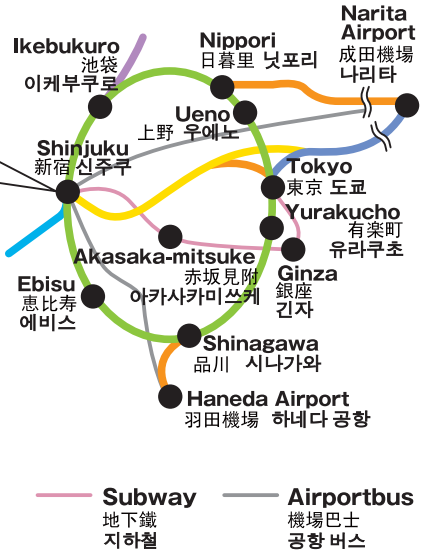 Ikebukuro
池袋
이케부쿠로
Nippori
日暮里 닛포리
Narita
Airport
成田機場
나리타
Ueno
上野 우에노
Shinjuku
新宿 신주쿠
Tokyo
東京 도쿄
Yurakucho
有楽町
유라쿠초
Akasaka-mitsuke
赤坂見附
아카사카미쓰케
Ginza
銀座
긴자
Ebisu
恵比寿
에비스
Shinagawa
品川 시나가와
Haneda Airport
羽田機場 하네다 공항
Subway
地下鐵
지하철
Airportbus
機場巴士
공항 버스